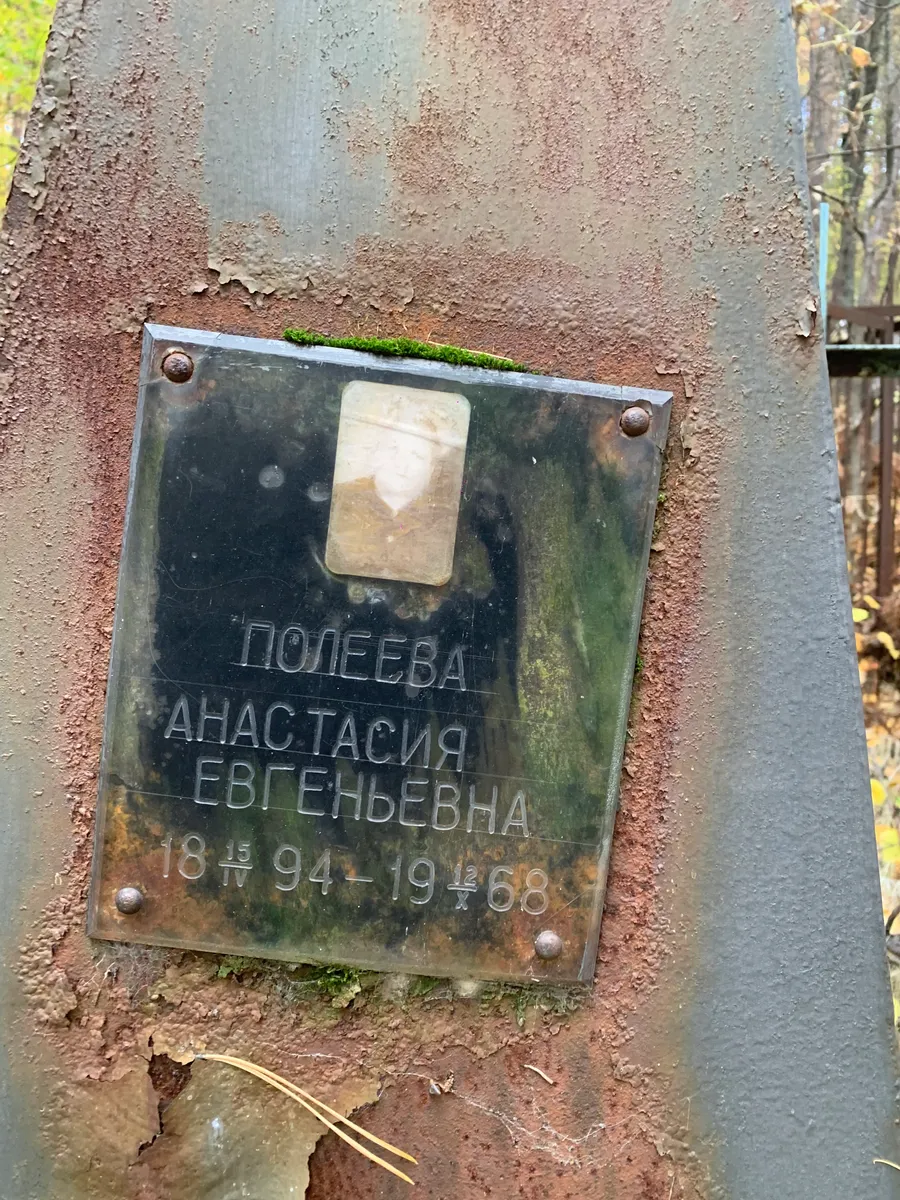 ПОЛЕЕВА
АНАСТАСИЯ
ЕВГЕНЬЕВНА
18 15/IV 94 – 19 12/X 68